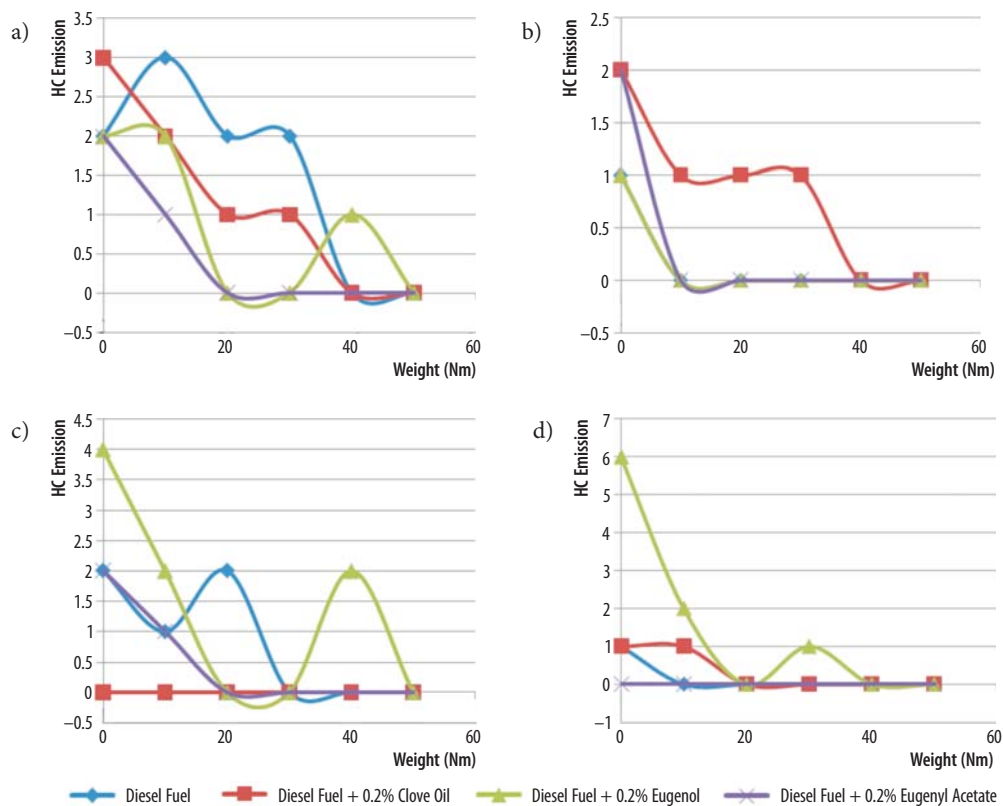 a)
HC Emission
3.5
3
2.5
2
1.5
1
0.5
0
−0.5
0 20 40 60
Weight (Nm)
b)
HC Emission
2.5
2
1.5
1
0.5
0
−0.5
0 20 40 60
Weight (Nm)
c)
HC Emission
4.5
4
3.5
3
2.5
2
1.5
1
0.5
0
−0.5
0 20 40 60
Weight (Nm)
d)
HC Emission
7
6
5
4
3
2
1
0
−1
0 20 40 60
Weight (Nm)
Diesel Fuel Diesel Fuel + 0.2% Clove Oil Diesel Fuel + 0.2% Eugenol Diesel Fuel + 0.2% Eugenyl Acetate